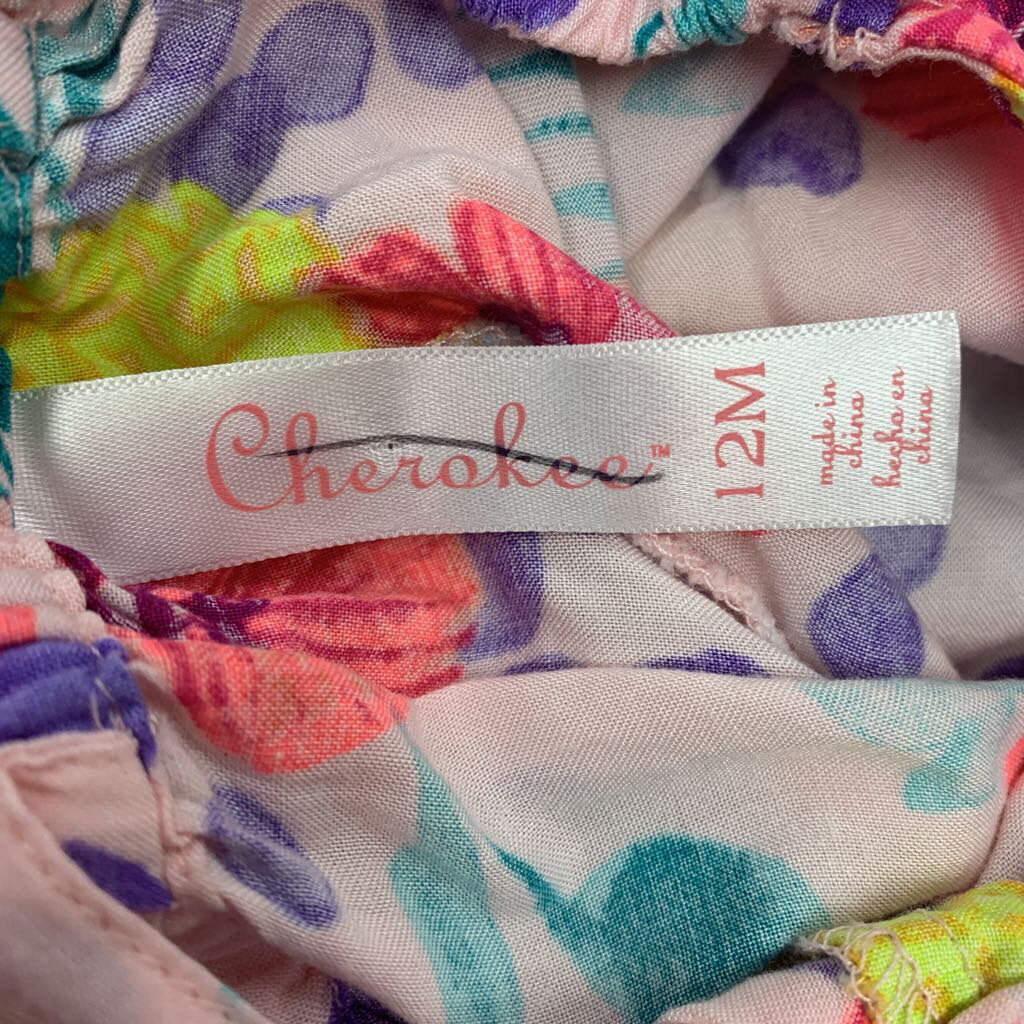 Cherokee™
12M
made in
china
hecho en
china